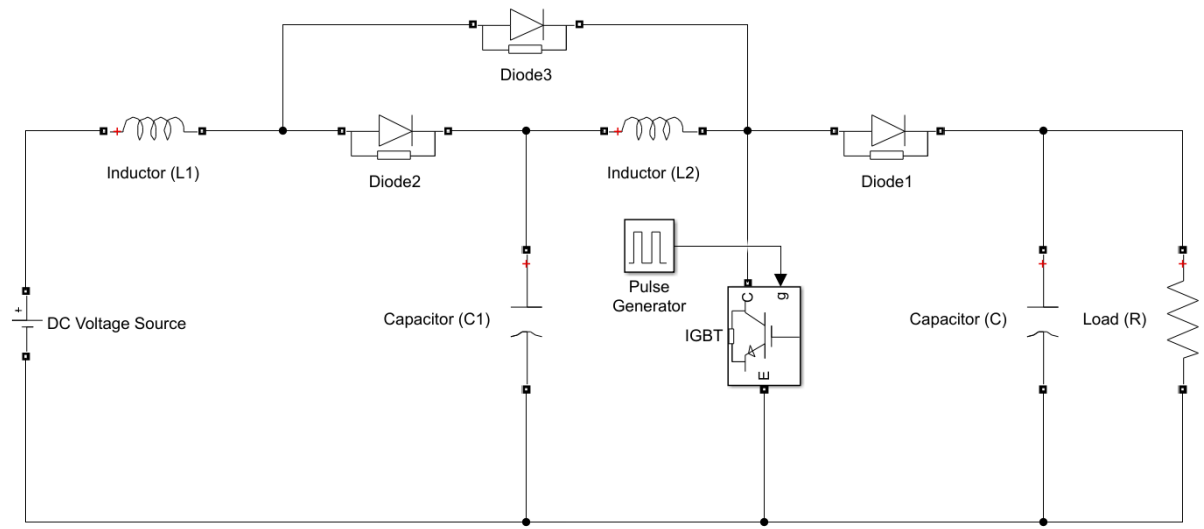 Diode3
Inductor (L1)
Diode2
Inductor (L2)
Diode1
Pulse
Generator
DC Voltage Source
Capacitor (C1)
IGBT
C
g
E
Capacitor (C)
Load (R)